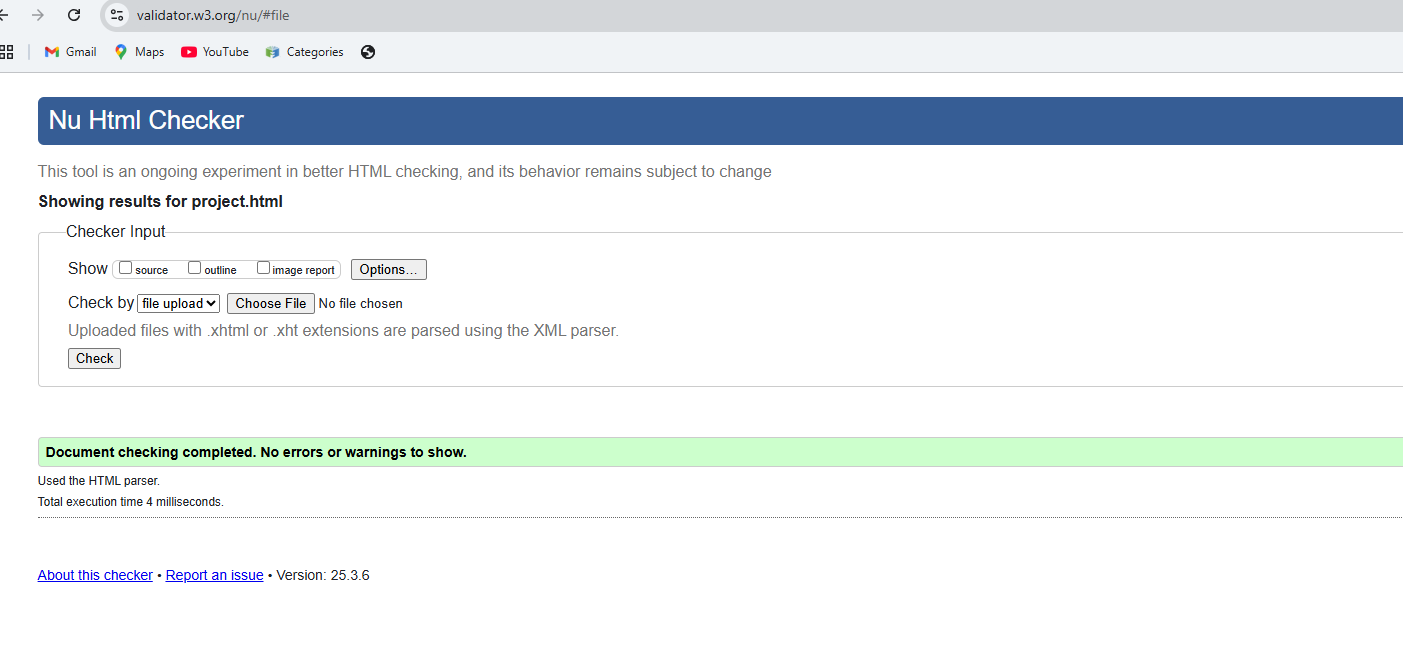 validator.w3.org/nu/#file
Gmail Maps YouTube Categories
Nu Html Checker
This tool is an ongoing experiment in better HTML checking, and its behavior remains subject to change
Showing results for project.html
Checker Input
Show source outline image report Options...
Check by file upload Choose File No file chosen
Uploaded files with .xhtml or .xht extensions are parsed using the XML parser.
Check
Document checking completed. No errors or warnings to show.
Used the HTML parser.
Total execution time 4 milliseconds.
About this checker • Report an issue • Version: 25.3.6